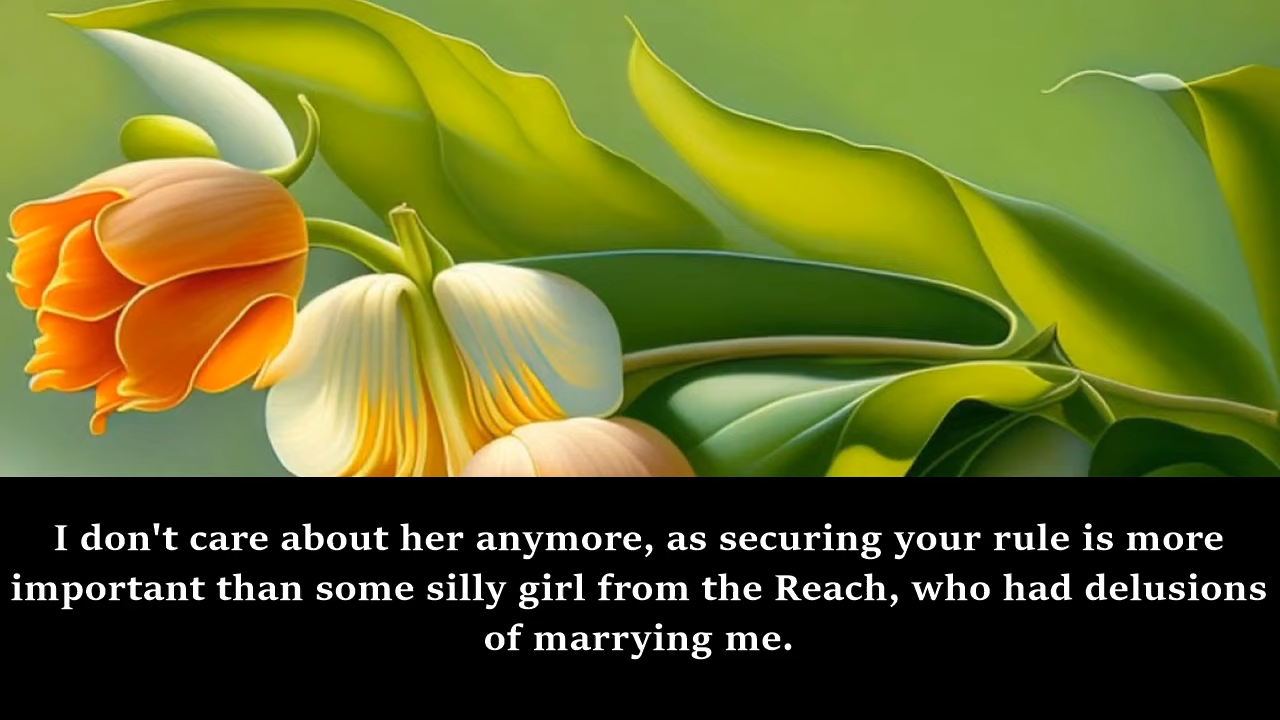 I don't care about her anymore, as securing your rule is more
important than some silly girl from the Reach, who had delusions
of marrying me.